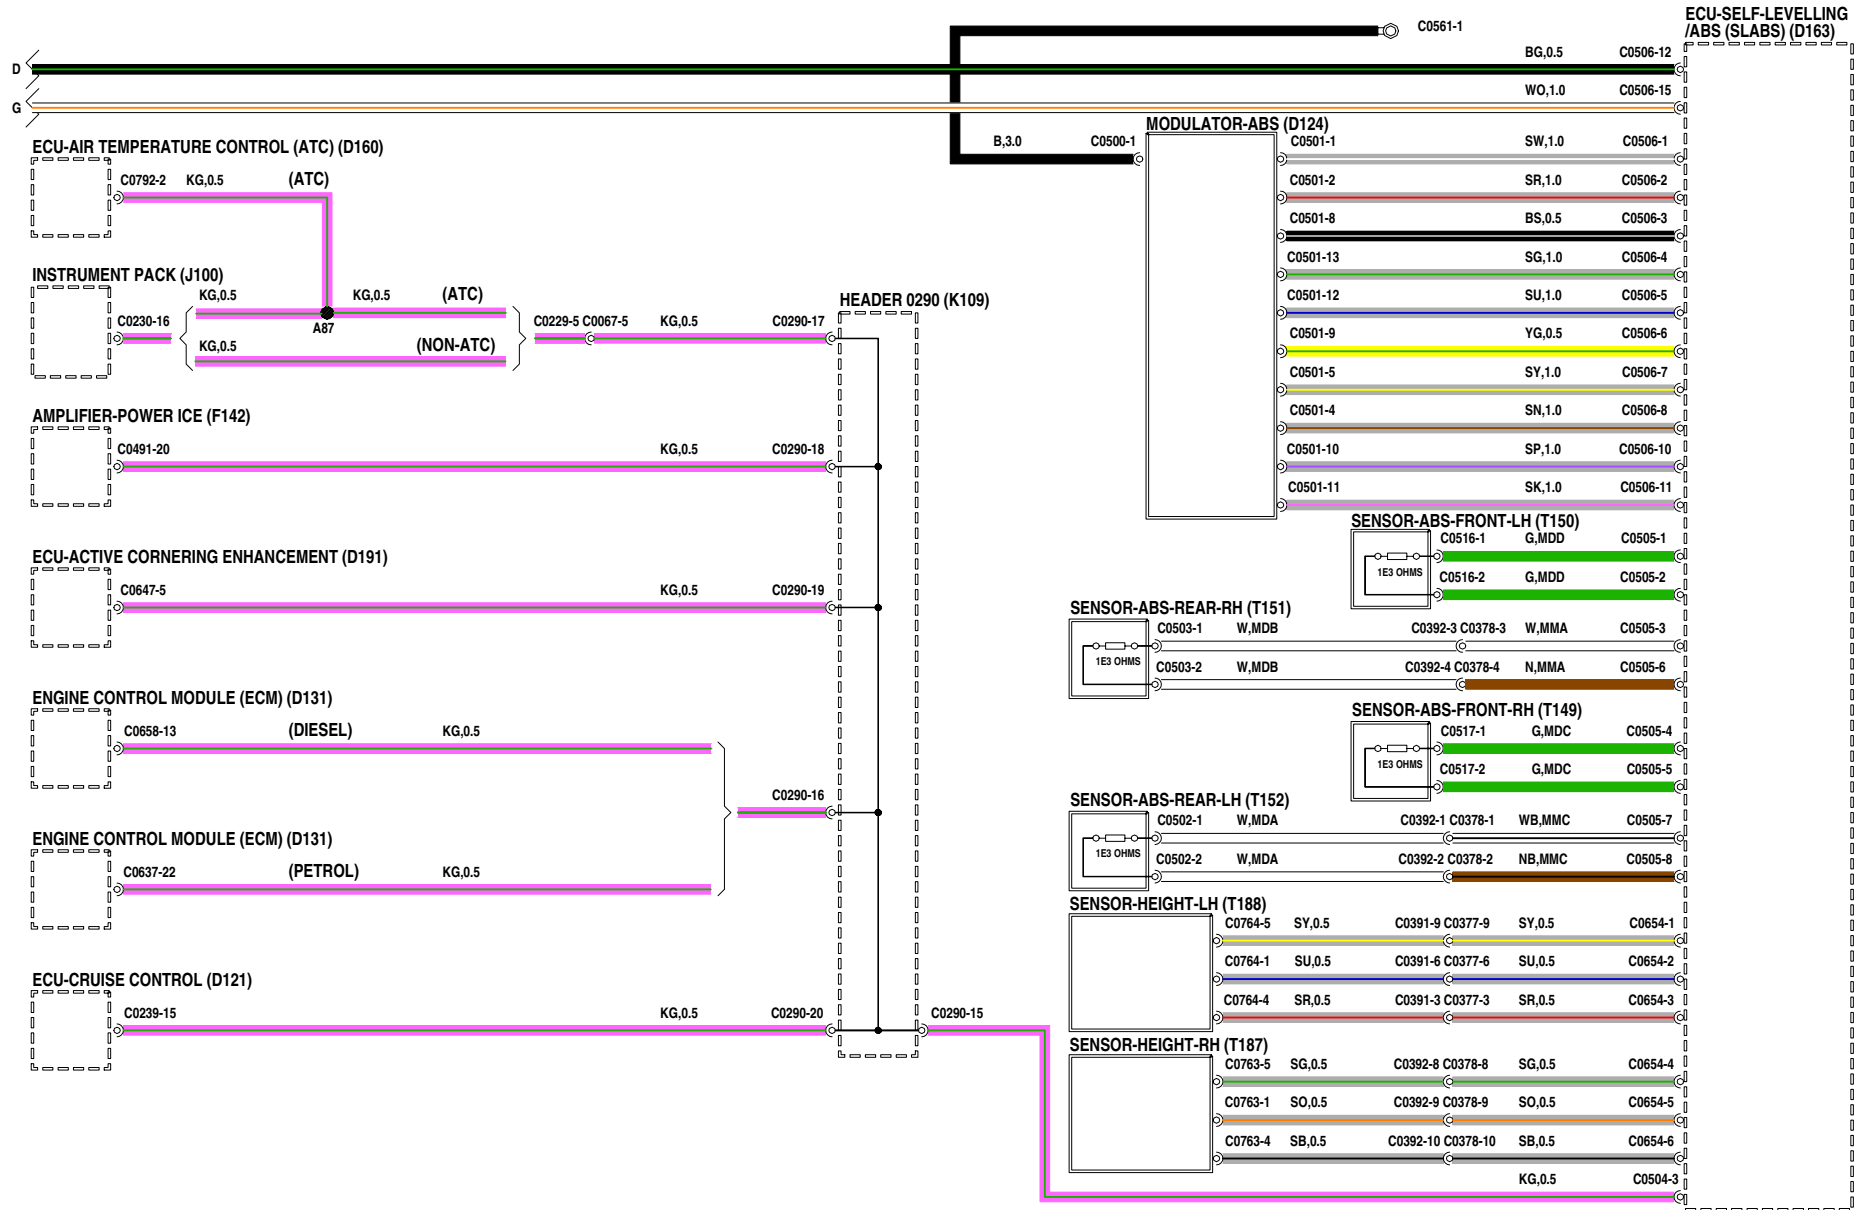 ECU-SELF-LEVELLING
/ABS (SLABS) (D163)
C0561-1
D
BG,0.5 C0506-12
G
WO,1.0 C0506-15
MODULATOR-ABS (D124)
B,3.0 C0500-1
C0501-1 SW,1.0 C0506-1
C0501-2 SR,1.0 C0506-2
C0501-8 BS,0.5 C0506-3
C0501-13 SG,1.0 C0506-4
C0501-12 SU,1.0 C0506-5
C0501-9 YG,0.5 C0506-6
C0501-5 SY,1.0 C0506-7
C0501-4 SN,1.0 C0506-8
C0501-10 SP,1.0 C0506-10
C0501-11 SK,1.0 C0506-11
ECU-AIR TEMPERATURE CONTROL (ATC) (D160)
C0792-2 KG,0.5 (ATC)
INSTRUMENT PACK (J100)
KG,0.5 KG,0.5 (ATC)
C0230-16
A87
KG,0.5 (NON-ATC)
C0229-5 C0067-5 KG,0.5 C0290-17
HEADER 0290 (K109)
AMPLIFIER-POWER ICE (F142)
C0491-20 KG,0.5 C0290-18
ECU-ACTIVE CORNERING ENHANCEMENT (D191)
C0647-5 KG,0.5 C0290-19
ENGINE CONTROL MODULE (ECM) (D131)
C0658-13 (DIESEL) KG,0.5
C0290-16
ENGINE CONTROL MODULE (ECM) (D131)
C0637-22 (PETROL) KG,0.5
ECU-CRUISE CONTROL (D121)
C0239-15 KG,0.5 C0290-20
C0290-15
SENSOR-ABS-FRONT-LH (T150)
C0516-1 G,MDD C0505-1
1E3 OHMS
C0516-2 G,MDD C0505-2
SENSOR-ABS-REAR-RH (T151)
C0503-1 W,MDB C0392-3 C0378-3 W,MMA C0505-3
1E3 OHMS
C0503-2 W,MDB C0392-4 C0378-4 N,MMA C0505-6
SENSOR-ABS-FRONT-RH (T149)
C0517-1 G,MDC C0505-4
1E3 OHMS
C0517-2 G,MDC C0505-5
SENSOR-ABS-REAR-LH (T152)
C0502-1 W,MDA C0392-1 C0378-1 WB,MMC C0505-7
1E3 OHMS
C0502-2 W,MDA C0392-2 C0378-2 NB,MMC C0505-8
SENSOR-HEIGHT-LH (T188)
C0764-5 SY,0.5 C0391-9 C0377-9 SY,0.5 C0654-1
C0764-1 SU,0.5 C0391-6 C0377-6 SU,0.5 C0654-2
C0764-4 SR,0.5 C0391-3 C0377-3 SR,0.5 C0654-3
SENSOR-HEIGHT-RH (T187)
C0763-5 SG,0.5 C0392-8 C0378-8 SG,0.5 C0654-4
C0763-1 SO,0.5 C0392-9 C0378-9 SO,0.5 C0654-5
C0763-4 SB,0.5 C0392-10 C0378-10 SB,0.5 C0654-6
KG,0.5 C0504-3